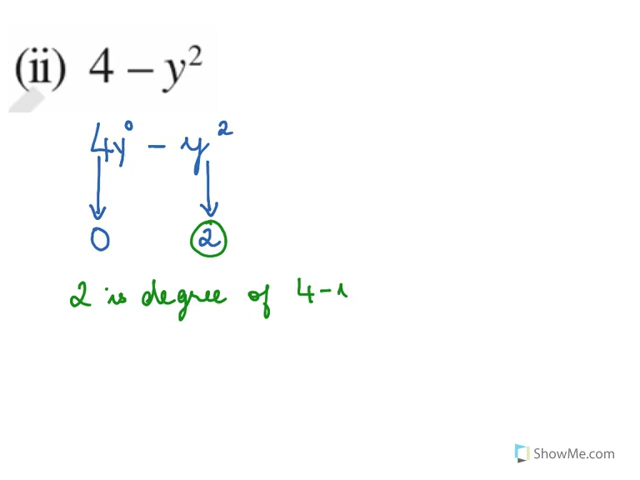 (ii) 4 – y²
4y⁰ – y²
0 2
2 is degree of 4 –
ShowMe.com